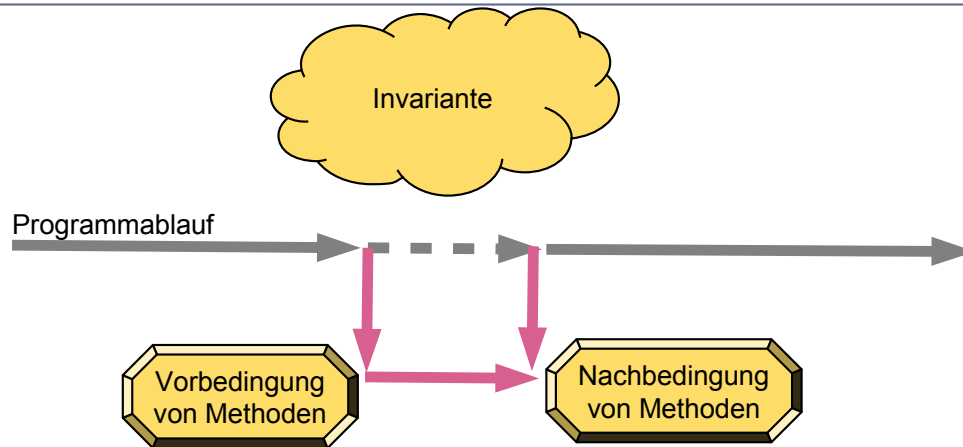 Invariante
Programmablauf
Vorbedingung
von Methoden
Nachbedingung
von Methoden